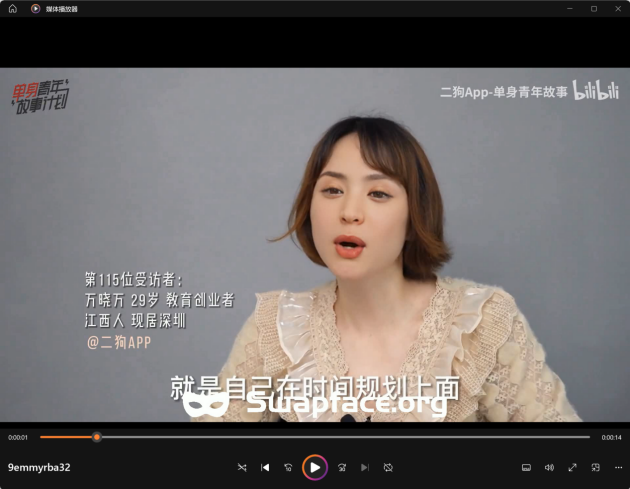 媒体播放器
单身青年
故事计划
二狗App-单身青年故事 bilibili
第115位受访者：
万晓万 29岁 教育创业者
江西人 现居深圳
@二狗APP
就是自己在时间规划上面
Swapface.org
0:00:01
0:00:14
9emmyrba32